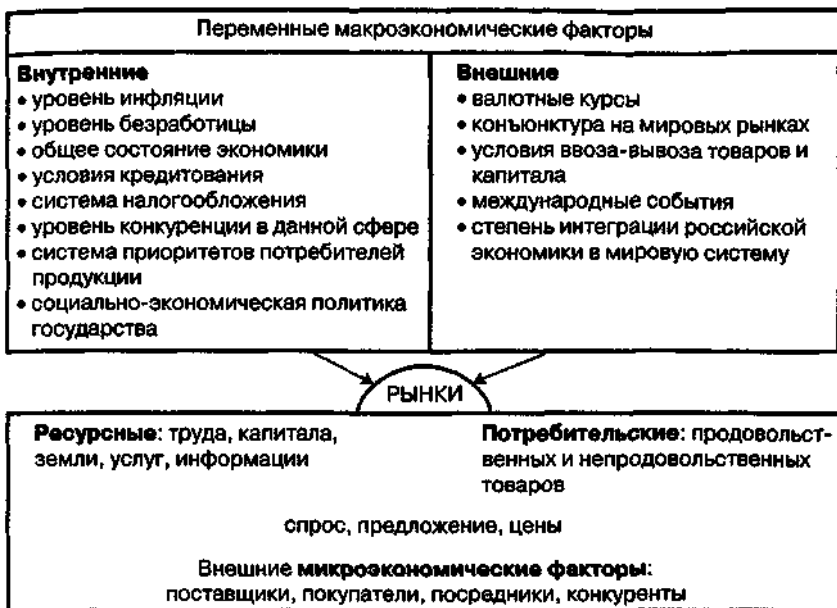 Переменные макроэкономические факторы
Внутренние
• уровень инфляции
• уровень безработицы
• общее состояние экономики
• условия кредитования
• система налогообложения
• уровень конкуренции в данной сфере
• система приоритетов потребителей
продукции
• социально-экономическая политика
государства
Внешние
• валютные курсы
• конъюнктура на мировых рынках
• условия ввоза-вывоза товаров и
капитала
• международные события
• степень интеграции российской
экономики в мировую систему
РЫНКИ
Ресурсные: труда, капитала,
земли, услуг, информации
Потребительские: продовольст-
венных и непродовольственных
товаров
спрос, предложение, цены
Внешние микроэкономические факторы:
поставщики, покупатели, посредники, конкуренты